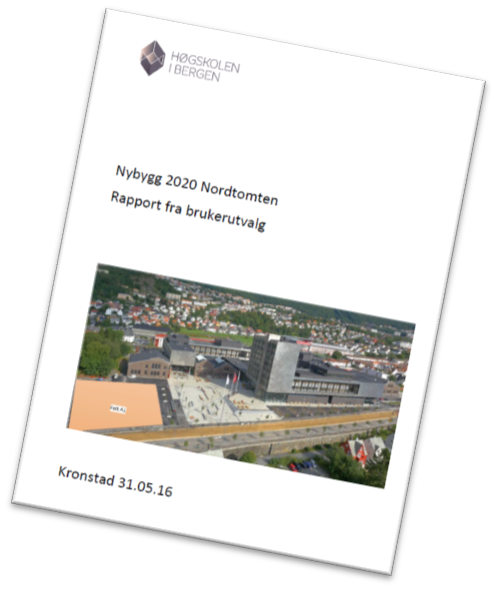 HØGSKOLEN
I BERGEN
Nybygg 2020 Nordtomten
Rapport fra brukerutvalg
Kronstad 31.05.16